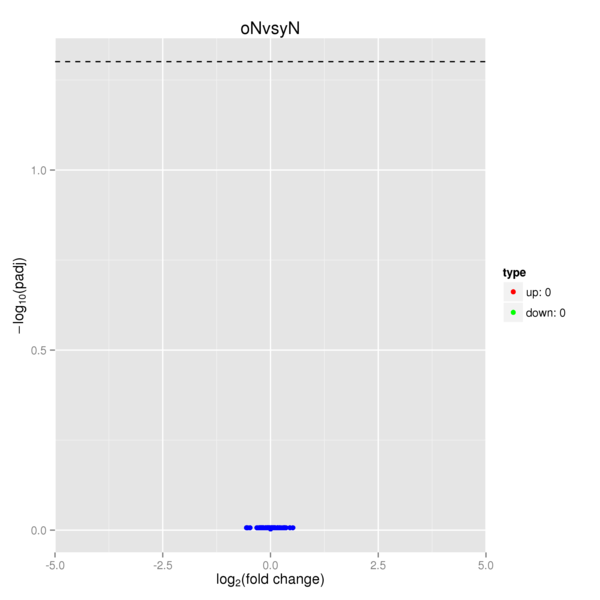 oNvsyN
1.0
0.5
0.0
−log₁₀(padj)
-5.0 -2.5 0.0 2.5 5.0
log₂(fold change)
type
up: 0
down: 0